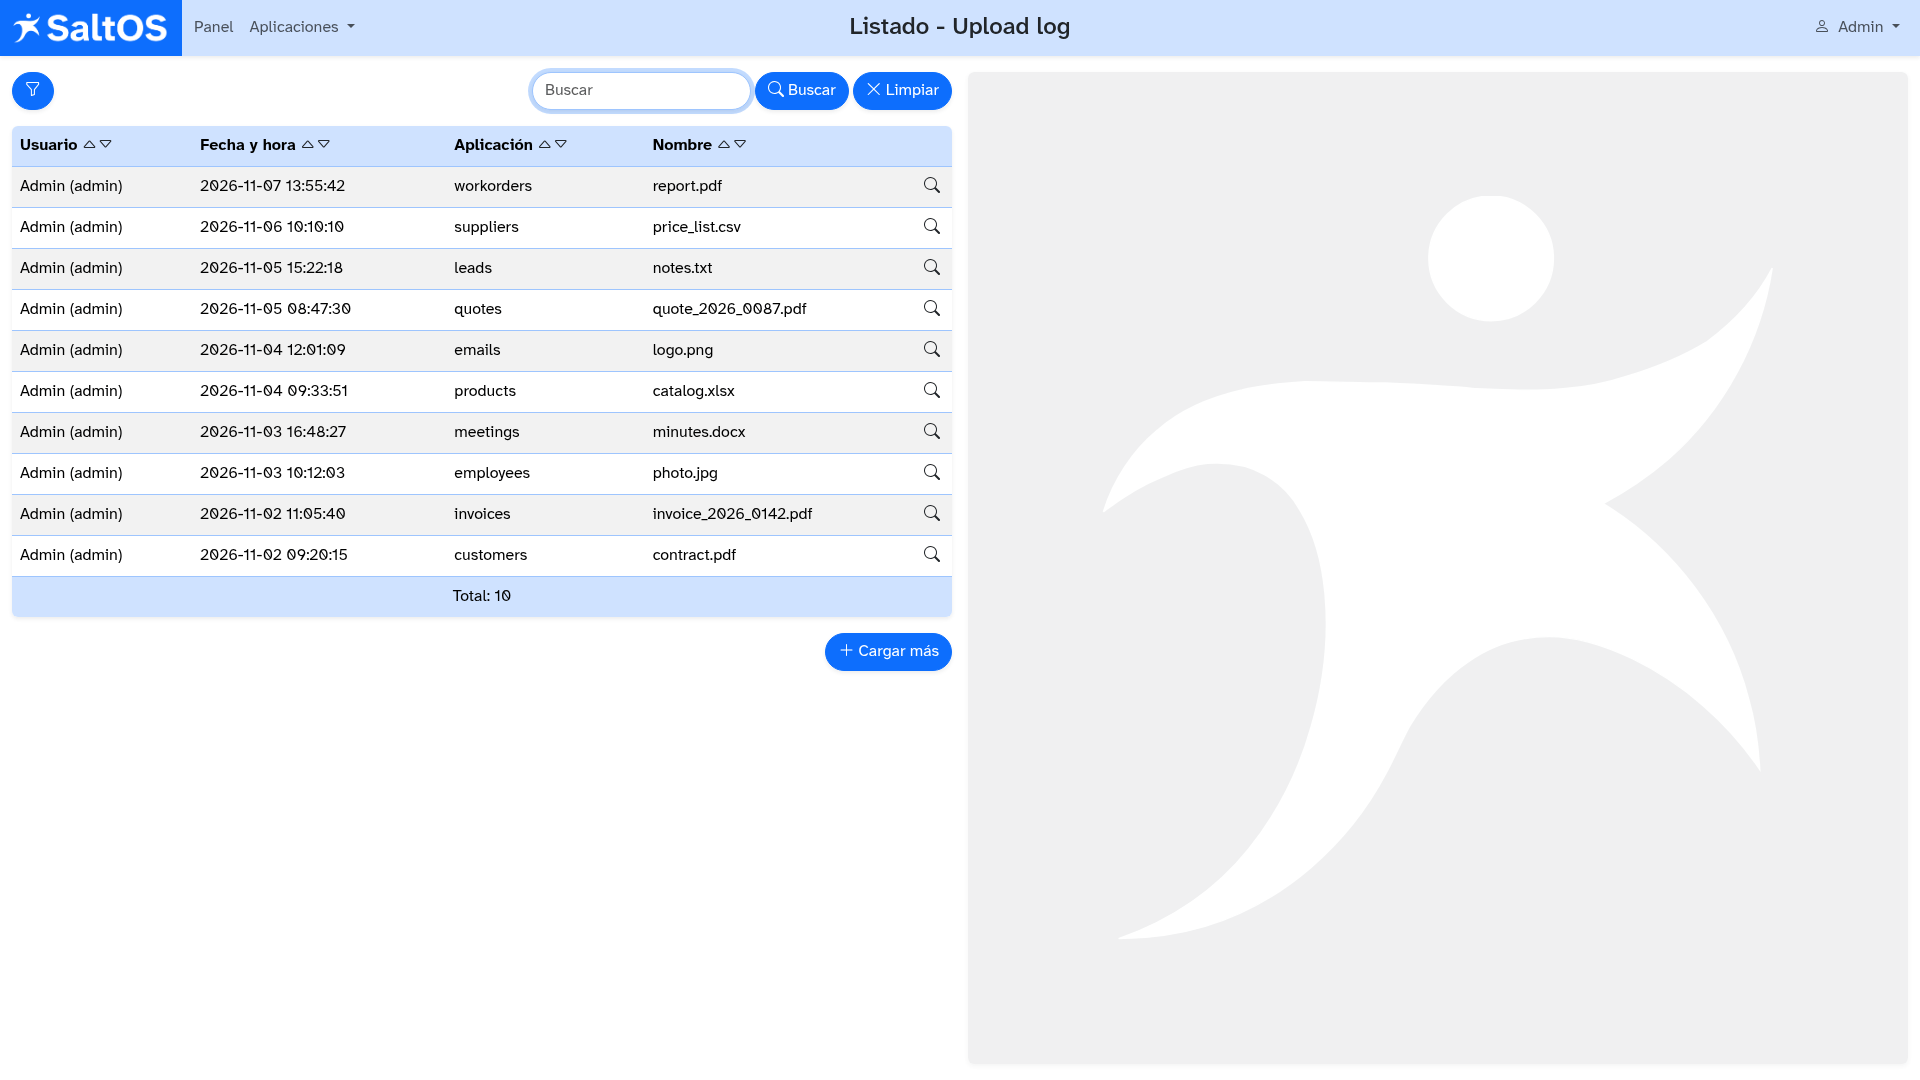 SaltOS Panel Aplicaciones Listado - Upload log Admin
Buscar Buscar Limpiar
Usuario Fecha y hora Aplicación Nombre
Admin (admin) 2026-11-07 13:55:42 workorders report.pdf
Admin (admin) 2026-11-06 10:10:10 suppliers price_list.csv
Admin (admin) 2026-11-05 15:22:18 leads notes.txt
Admin (admin) 2026-11-05 08:47:30 quotes quote_2026_0087.pdf
Admin (admin) 2026-11-04 12:01:09 emails logo.png
Admin (admin) 2026-11-04 09:33:51 products catalog.xlsx
Admin (admin) 2026-11-03 16:48:27 meetings minutes.docx
Admin (admin) 2026-11-03 10:12:03 employees photo.jpg
Admin (admin) 2026-11-02 11:05:40 invoices invoice_2026_0142.pdf
Admin (admin) 2026-11-02 09:20:15 customers contract.pdf
Total: 10
Cargar más